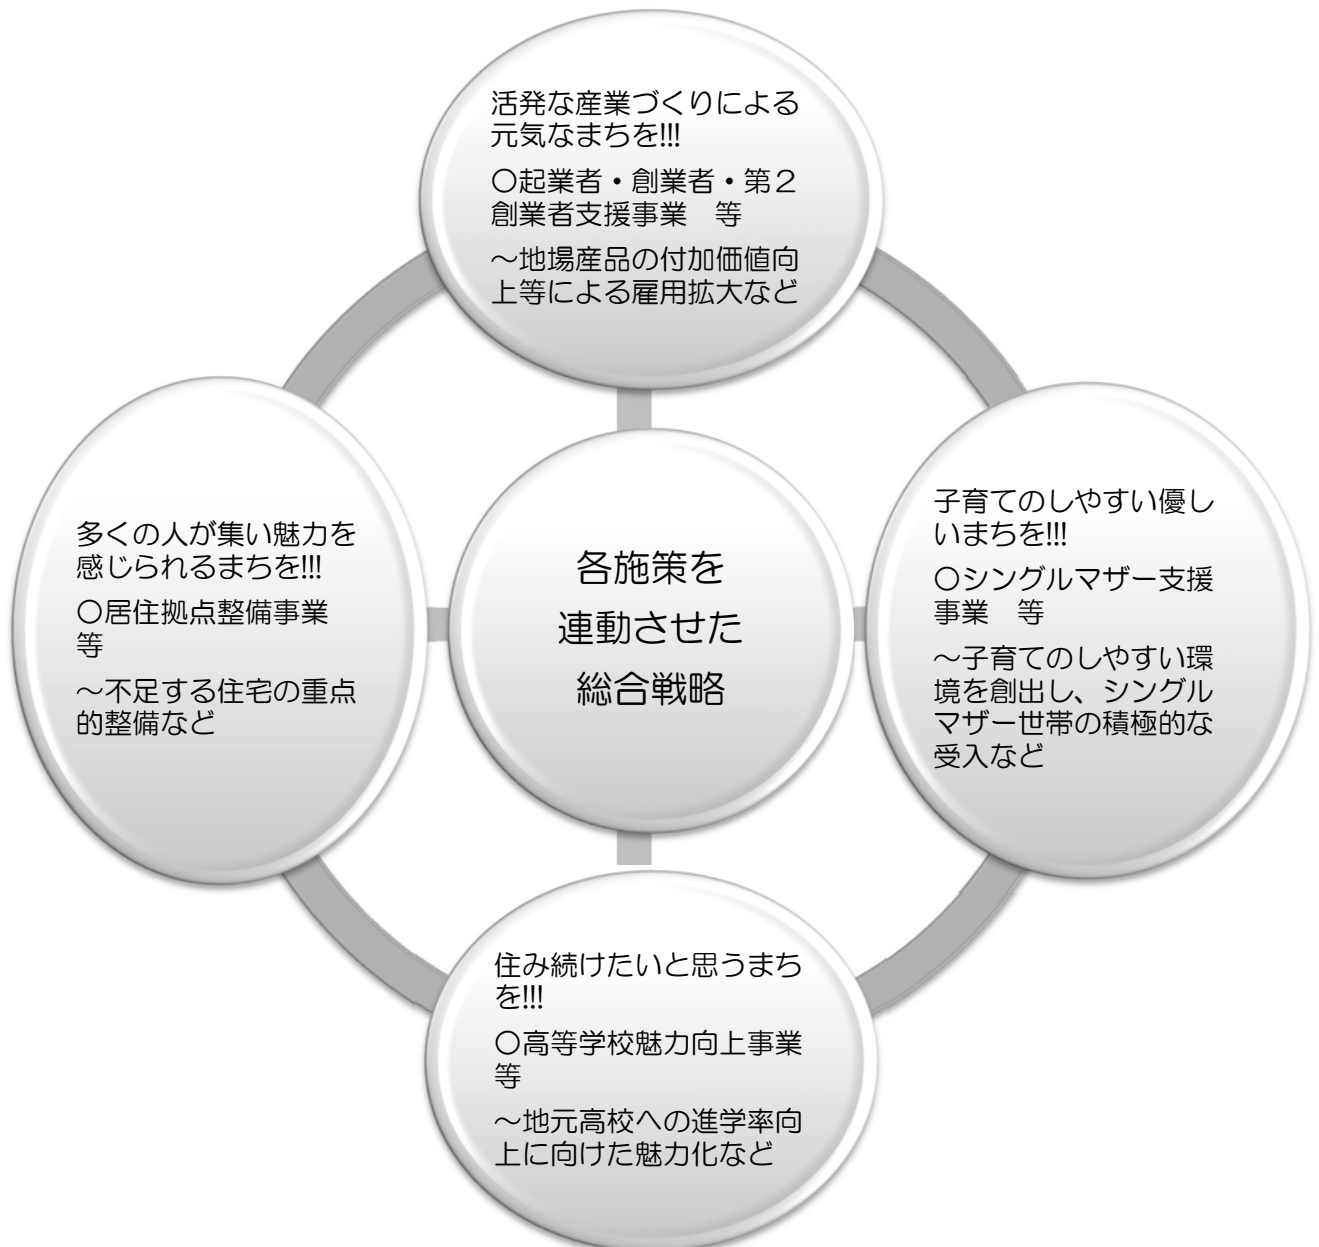 活発な産業づくりによる
元気なまちを!!!
○起業者・創業者・第２
創業者支援事業　等
～地場産品の付加価値向
上等による雇用拡大など
多くの人が集い魅力を
感じられるまちを!!!
○居住拠点整備事業
等
～不足する住宅の重点
的整備など
各施策を
連動させた
総合戦略
子育てのしやすい優し
いまちを!!!
○シングルマザー支援
事業　等
～子育てのしやすい環
境を創出し、シングル
マザー世帯の積極的な
受入など
住み続けたいと思うまち
を!!!
○高等学校魅力向上事業
等
～地元高校への進学率向
上に向けた魅力化など